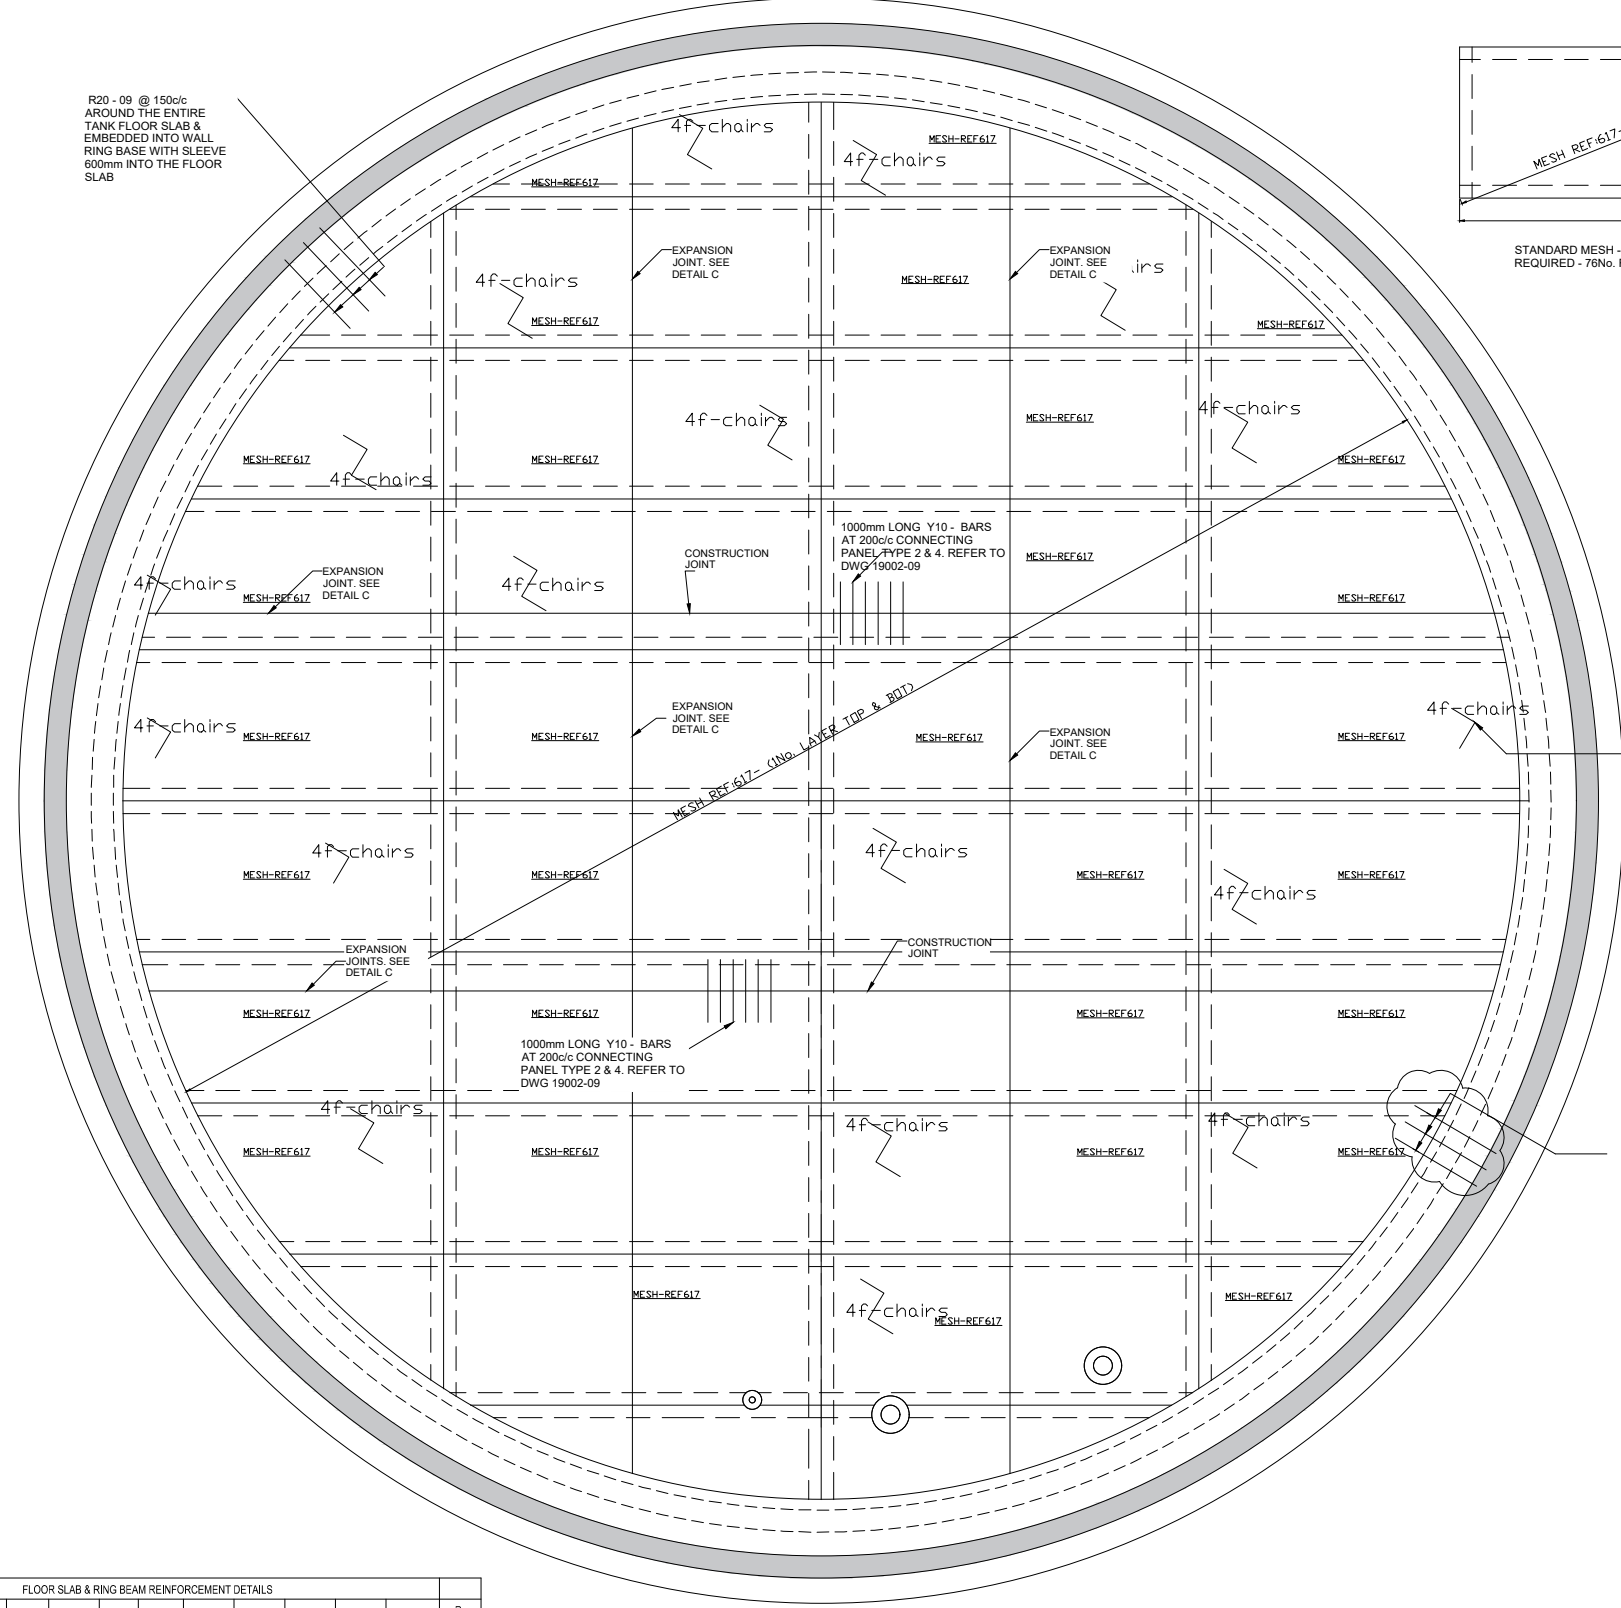 R20 - 09 @ 150c/c
AROUND THE ENTIRE
TANK FLOOR SLAB &
EMBEDDED INTO WALL
RING BASE WITH SLEEVE
600mm INTO THE FLOOR
SLAB
4f-chairs
MESH-REF617
4f-chairs
MESH REF:617-
MESH-REF617
STANDARD MESH -
REQUIRED - 76No.
EXPANSION
JOINT. SEE
DETAIL C
EXPANSION
JOINT. SEE
DETAIL C
irs
4f-chairs
MESH-REF617
MESH-REF617
MESH-REF617
4f-chairs
4f-chairs
MESH-REF617
MESH-REF617
MESH-REF617
MESH-REF617
4f-chairs
1000mm LONG Y10 - BARS
AT 200c/c CONNECTING
PANEL TYPE 2 & 4. REFER TO
DWG 19002-09
CONSTRUCTION
JOINT
MESH-REF617
4f-chairs
EXPANSION
JOINT. SEE
DETAIL C
4f-chairs
MESH-REF617
MESH-REF617
MESH REF:617- (1No. LAYER TOP & BOT)
EXPANSION
JOINT. SEE
DETAIL C
4f-chairs
4f-chairs
MESH-REF617
MESH-REF617
MESH-REF617
EXPANSION
JOINT. SEE
DETAIL C
MESH-REF617
4f-chairs
4f-chairs
MESH-REF617
MESH-REF617
MESH-REF617
MESH-REF617
4f-chairs
EXPANSION
JOINTS. SEE
DETAIL C
CONSTRUCTION
JOINT
MESH-REF617
MESH-REF617
MESH-REF617
MESH-REF617
1000mm LONG Y10 - BARS
AT 200c/c CONNECTING
PANEL TYPE 2 & 4. REFER TO
DWG 19002-09
4f-chairs
4f-chairs
4f-chairs
MESH-REF617
MESH-REF617
MESH-REF617
MESH-REF617
MESH-REF617
4f-chairs
MESH-REF617
MESH-REF617
FLOOR SLAB & RING BEAM REINFORCEMENT DETAILS